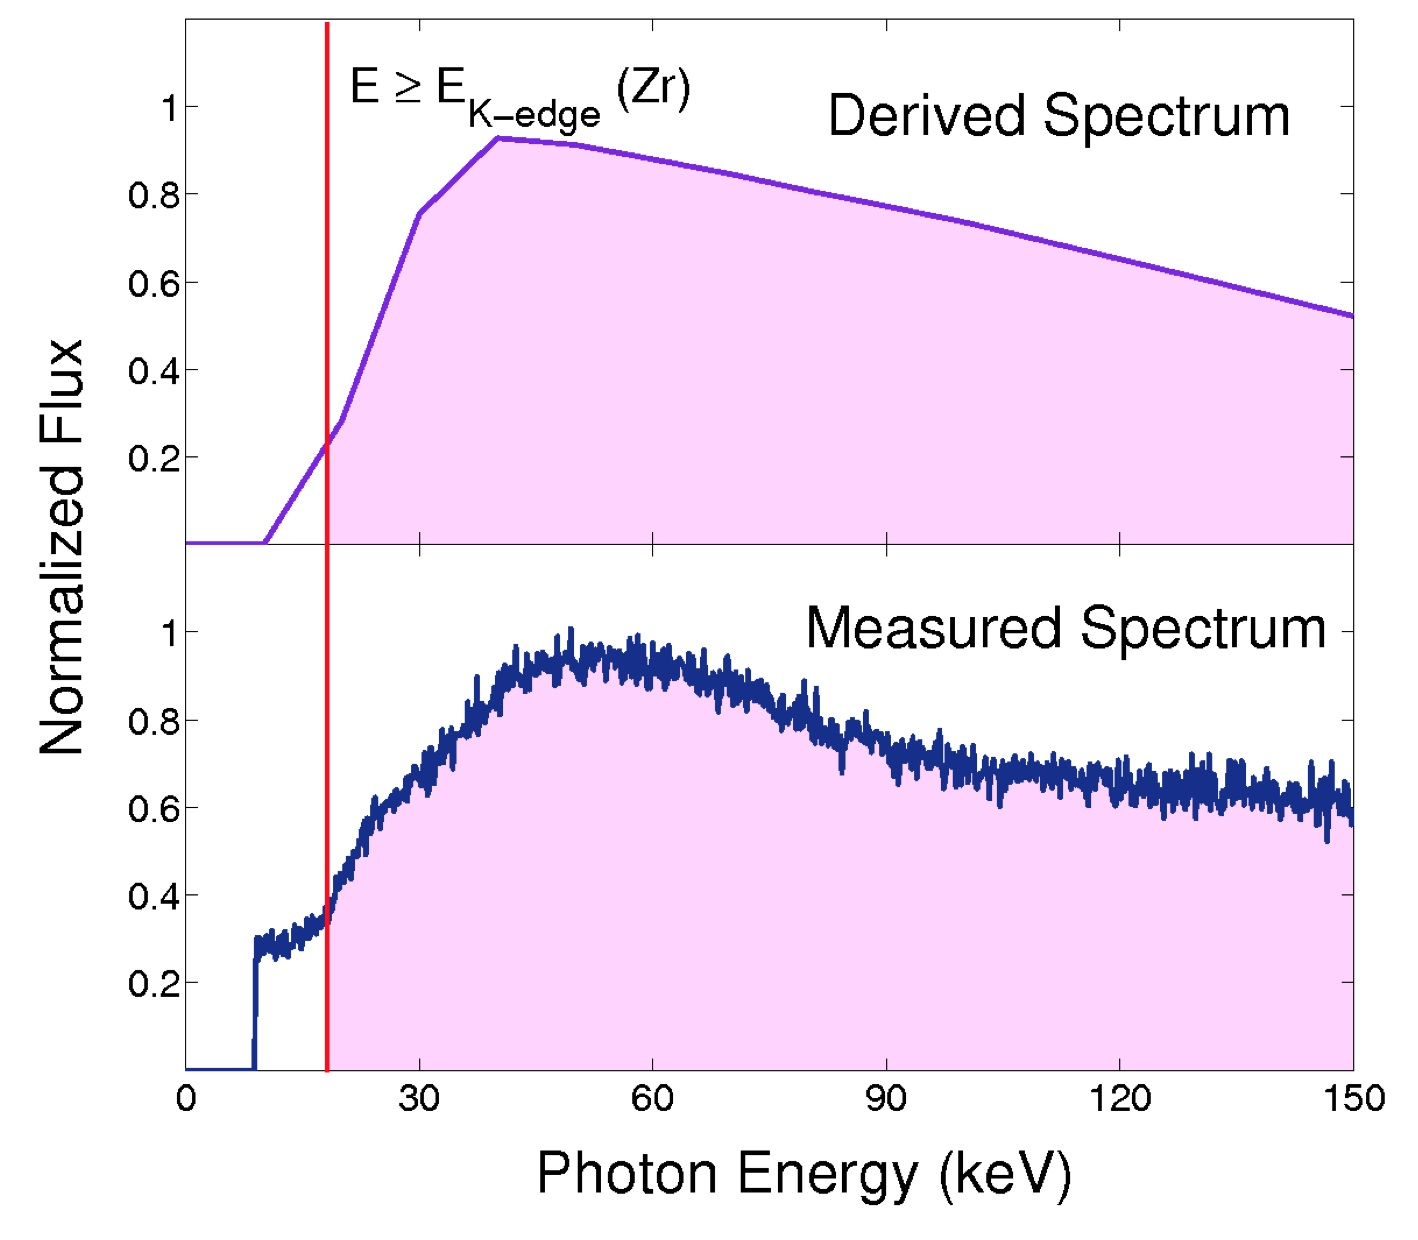 E ≥ E_K−edge (Zr)
Derived Spectrum
1
0.8
0.6
0.4
0.2
Normalized Flux
Measured Spectrum
1
0.8
0.6
0.4
0.2
0 30 60 90 120 150
Photon Energy (keV)